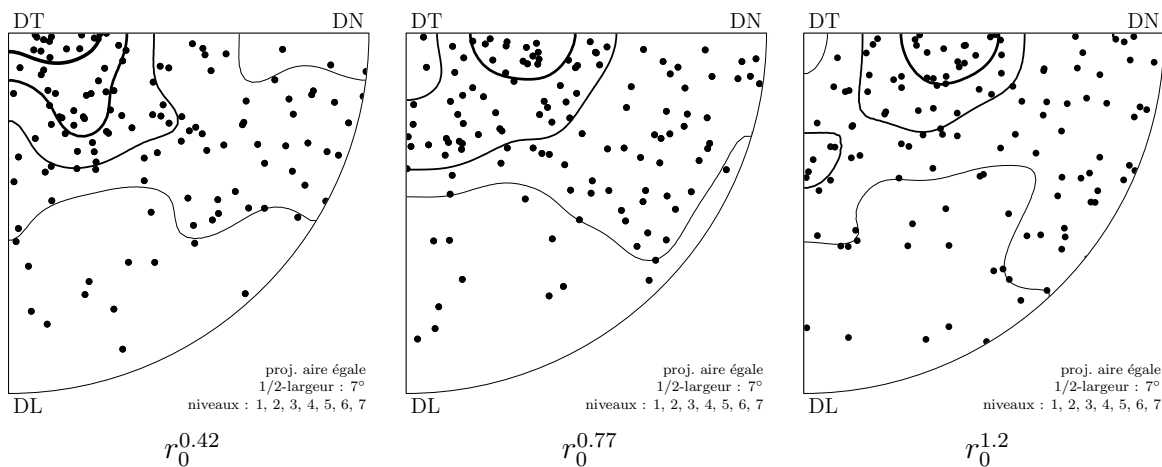 DT DN
DL
proj. aire égale
1/2-largeur : 7°
niveaux : 1, 2, 3, 4, 5, 6, 7
r_0^{0.42}
DT DN
DL
proj. aire égale
1/2-largeur : 7°
niveaux : 1, 2, 3, 4, 5, 6, 7
r_0^{0.77}
DT DN
DL
proj. aire égale
1/2-largeur : 7°
niveaux : 1, 2, 3, 4, 5, 6, 7
r_0^{1.2}